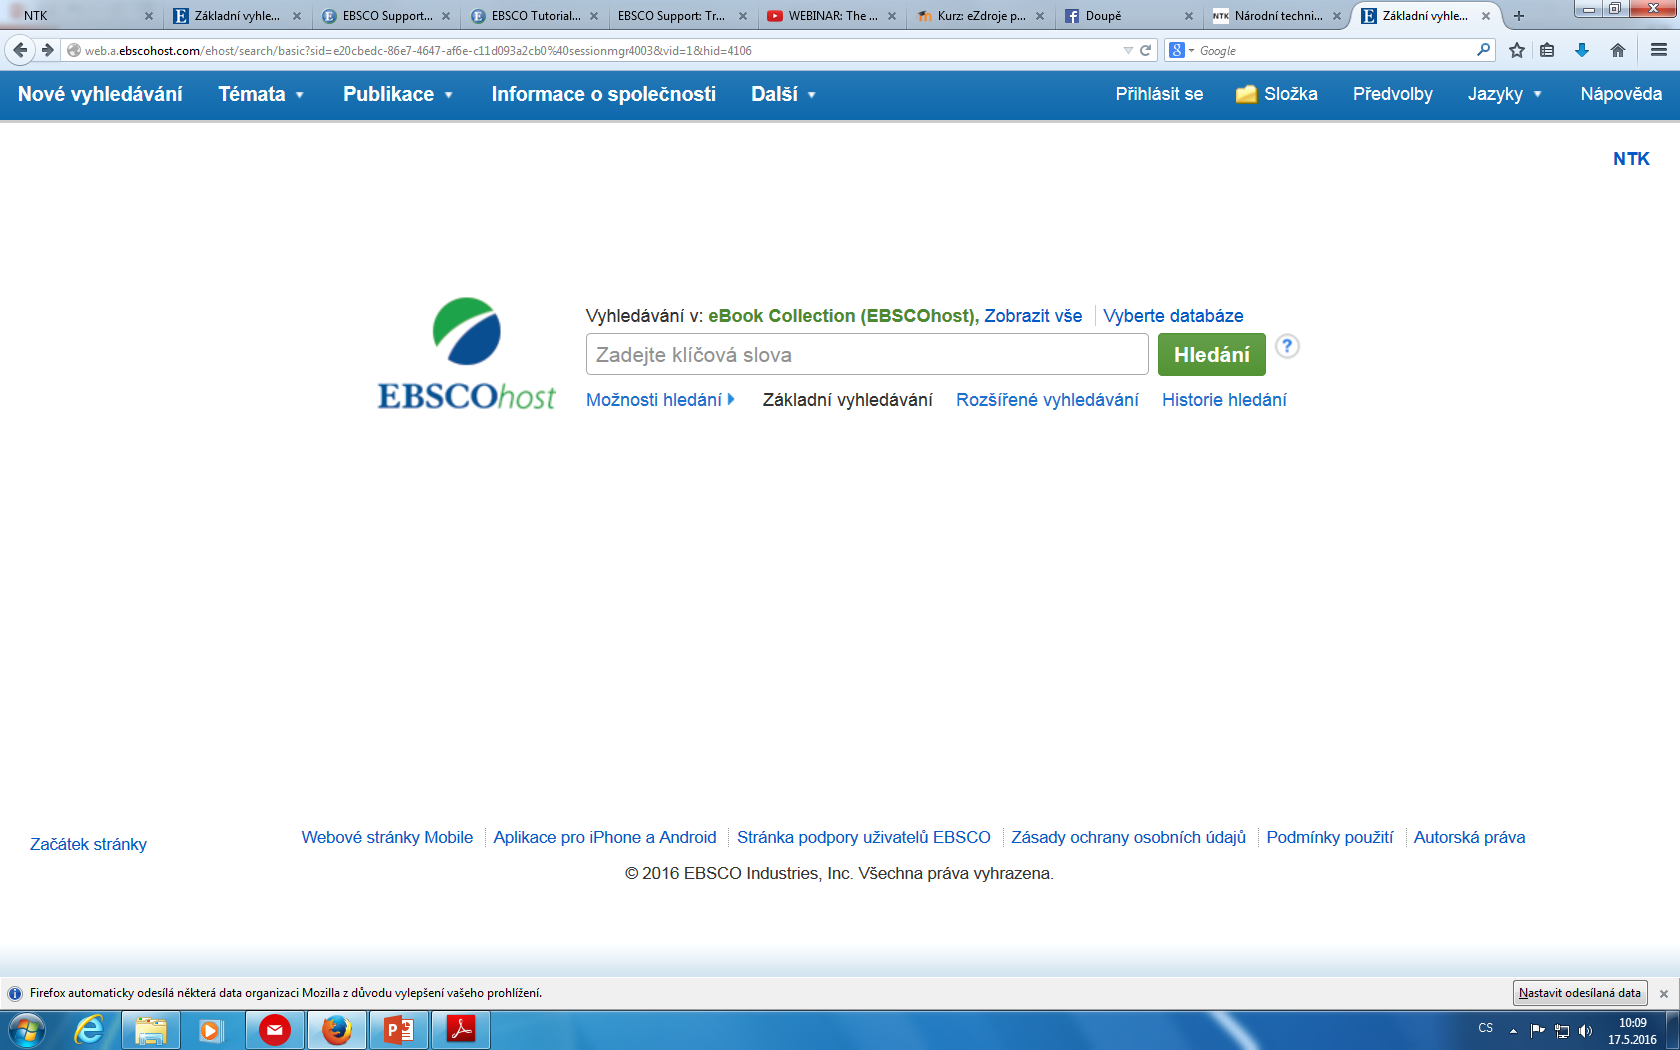 NTK
Základní vyhle...
EBSCO Support...
EBSCO Tutorial...
EBSCO Support: Tr...
WEBINAR: The ...
Kurz: eZdroje p...
Doupě
NTK Národní techni...
Základní vyhle...
web.a.ebscohost.com/ehost/search/basic?sid=e20cbedc-86e7-4647-af6e-c11d093a2cb0%40sessionmgr4003&vid=1&hid=4106
Google
Nové vyhledávání Témata Publikace Informace o společnosti Další Přihlásit se Složka Předvolby Jazyky Nápověda
NTK
Vyhledávání v: eBook Collection (EBSCOhost), Zobrazit vše Vyberte databáze
Zadejte klíčová slova Hledání ?
EBSCOhost
Možnosti hledání Základní vyhledávání Rozšířené vyhledávání Historie hledání
Začátek stránky
Webové stránky Mobile Aplikace pro iPhone a Android Stránka podpory uživatelů EBSCO Zásady ochrany osobních údajů Podmínky použití Autorská práva
© 2016 EBSCO Industries, Inc. Všechna práva vyhrazena.
Firefox automaticky odesílá některá data organizaci Mozilla z důvodu vylepšení vašeho prohlížení. Nastavit odesílaná data
CS
10:09
17.5.2016